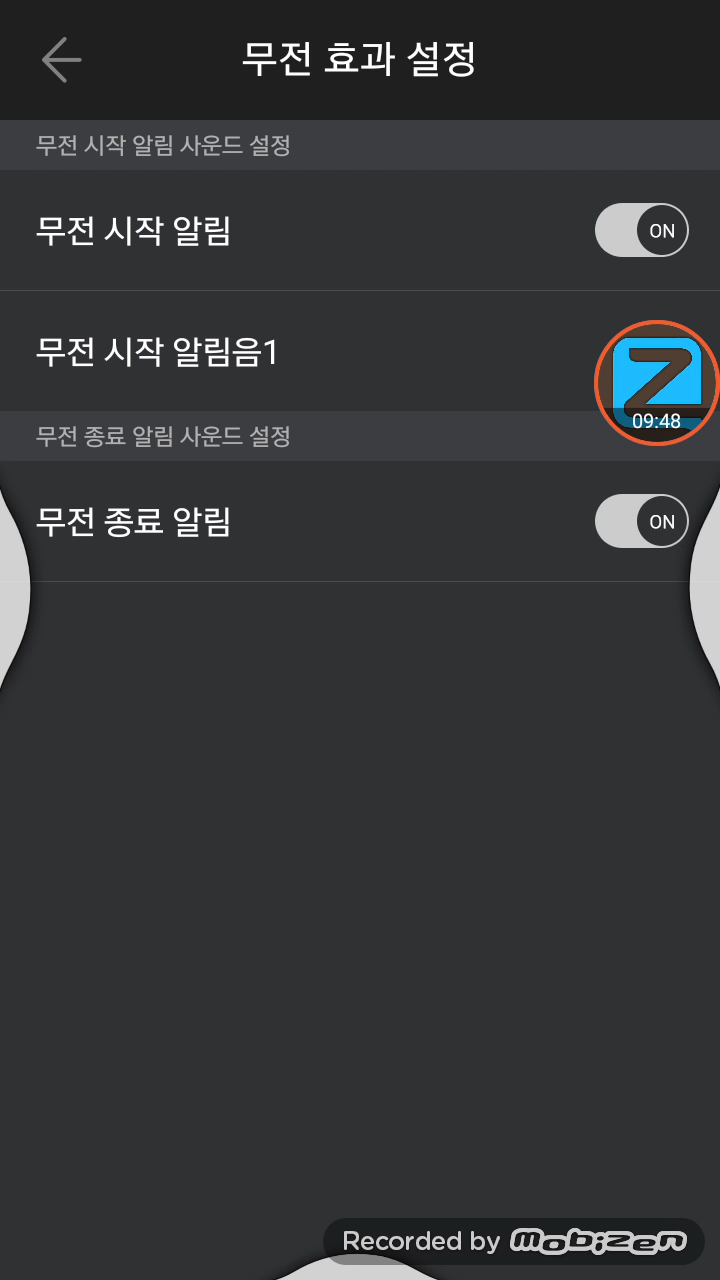 무전 효과 설정
무전 시작 알림 사운드 설정
무전 시작 알림
ON
무전 시작 알림음1
Z
09:48
무전 종료 알림 사운드 설정
무전 종료 알림
ON
Recorded by mobizen